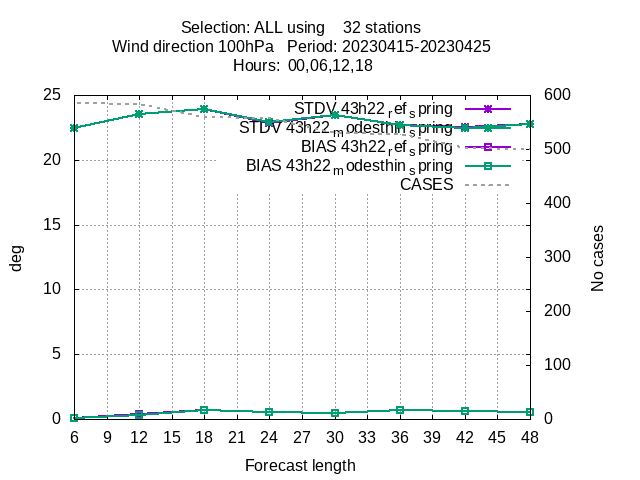 Selection: ALL using    32 stations
Wind direction 100hPa   Period: 20230415-20230425
Hours:  00,06,12,18
STDV 43h22_ref_spring
STDV 43h22_modesthin_spring
BIAS 43h22_ref_spring
BIAS 43h22_modesthin_spring
CASES
25
20
15
10
5
0
deg
600
500
400
300
200
100
0
No cases
6 9 12 15 18 21 24 27 30 33 36 39 42 45 48
Forecast length